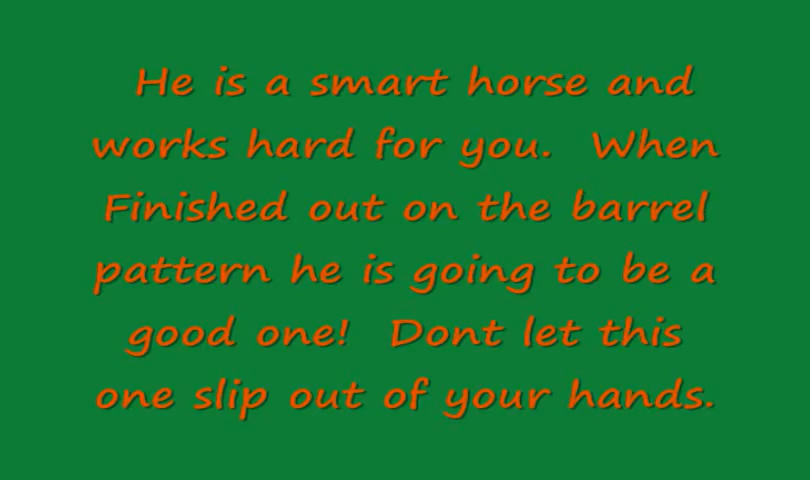 He is a smart horse and
works hard for you. When
Finished out on the barrel
pattern he is going to be a
good one! Dont let this
one slip out of your hands.